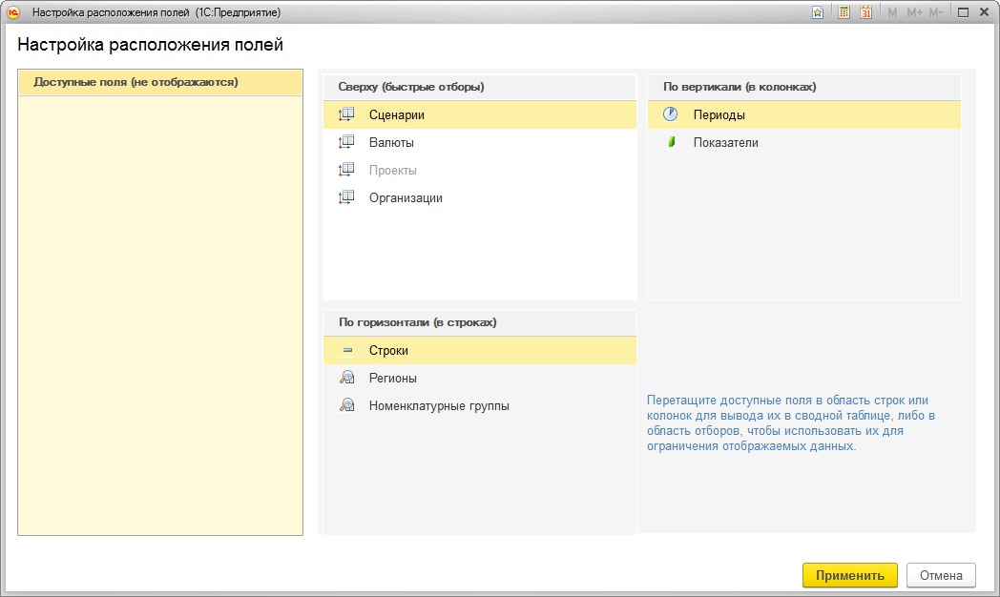 1С Настройка расположения полей (1С:Предприятие) 31 M M+ M-
Настройка расположения полей
Доступные поля (не отображаются)
Сверху (быстрые отборы)
Сценарии
Валюты
Проекты
Организации
По вертикали (в колонках)
Периоды
Показатели
По горизонтали (в строках)
Строки
Регионы
Номенклатурные группы
Перетащите доступные поля в область строк или
колонок для вывода их в сводной таблице, либо в
область отборов, чтобы использовать их для
ограничения отображаемых данных.
Применить
Отмена